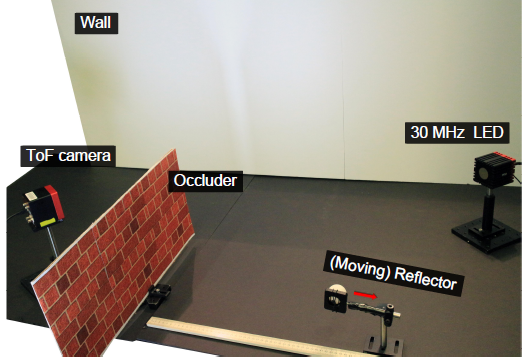 Wall
30 MHz LED
ToF camera
Occluder
(Moving) Reflector